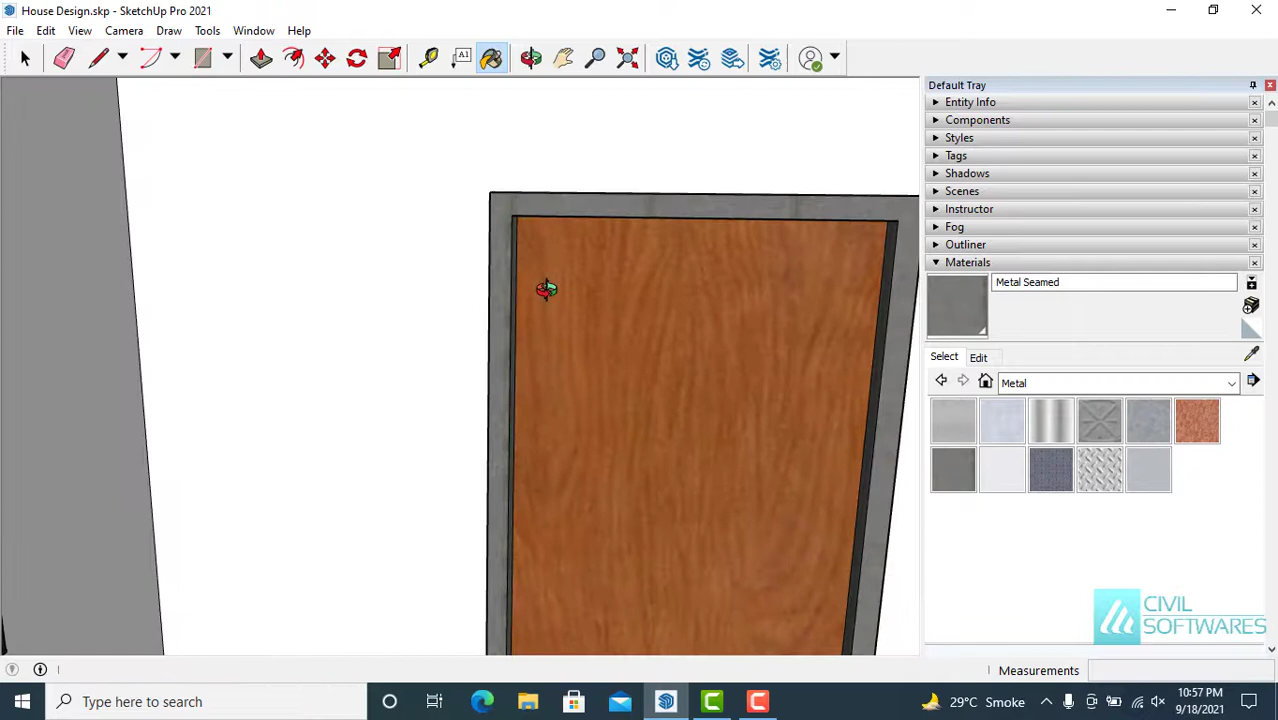 House Design.skp - SketchUp Pro 2021
File Edit View Camera Draw Tools Window Help
A1
Default Tray
Entity Info
Components
Styles
Tags
Shadows
Scenes
Instructor
Fog
Outliner
Materials
Metal Seamed
Select Edit
Metal
CIVIL
SOFTWARES
Measurements
Type here to search
29°C Smoke
10:57 PM
9/18/2021